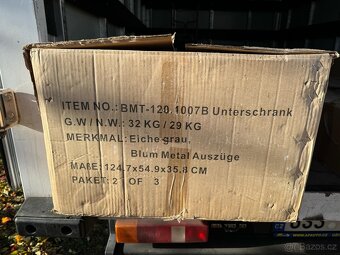 ITEM NO.: BMT-120.1007B Unterschrank
G.W / N.W.: 32 KG / 29 KG
MERKMAL: Eiche grau,
Blum Metal Auszüge
MAßE: 124.7x54.9x35.8 CM
PAKET: 2 OF 3